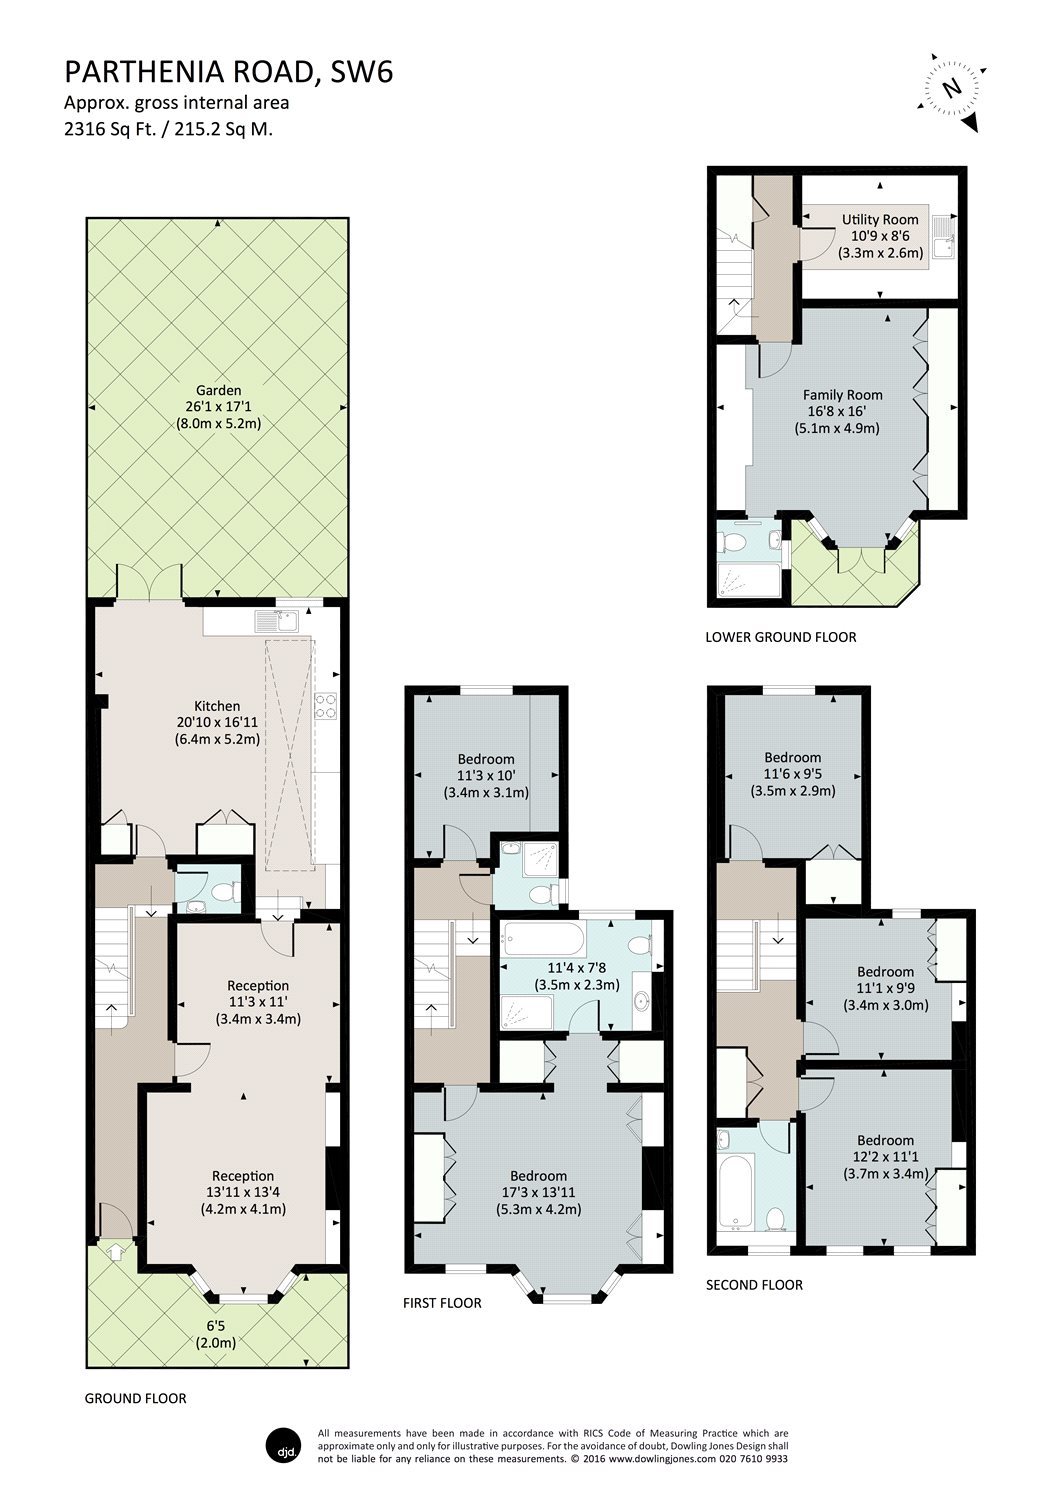 PARTHENIA ROAD, SW6
Approx. gross internal area
2316 Sq Ft. / 215.2 Sq M.
N
Utility Room
10'9 x 8'6
(3.3m x 2.6m)
Family Room
16'8 x 16'
(5.1m x 4.9m)
LOWER GROUND FLOOR
Garden
26'1 x 17'1
(8.0m x 5.2m)
Kitchen
20'10 x 16'11
(6.4m x 5.2m)
Reception
11'3 x 11'
(3.4m x 3.4m)
Reception
13'11 x 13'4
(4.2m x 4.1m)
6'5
(2.0m)
GROUND FLOOR
Bedroom
11'3 x 10'
(3.4m x 3.1m)
11'4 x 7'8
(3.5m x 2.3m)
Bedroom
17'3 x 13'11
(5.3m x 4.2m)
FIRST FLOOR
Bedroom
11'6 x 9'5
(3.5m x 2.9m)
Bedroom
11'1 x 9'9
(3.4m x 3.0m)
Bedroom
12'2 x 11'1
(3.7m x 3.4m)
SECOND FLOOR
djd.
All measurements have been made in accordance with RICS Code of Measuring Practice which are
approximate only and only for illustrative purposes. For the avoidance of doubt, Dowling Jones Design shall
not be liable for any reliance on these measurements. © 2016 www.dowlingjones.com 020 7610 9933